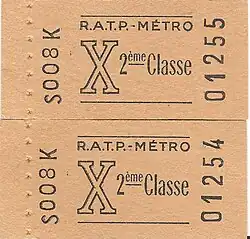 S008K
R.A.T.P.-MÉTRO
X 2ème Classe
01255
S008K
R.A.T.P.-MÉTRO
X 2ème Classe
01254